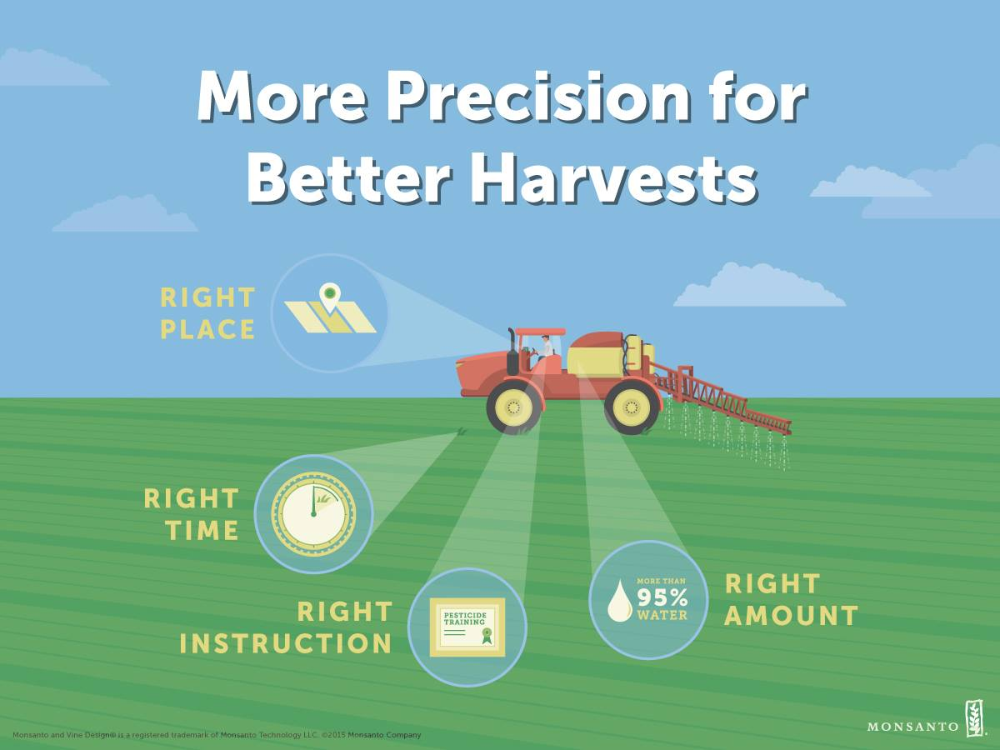 More Precision for
Better Harvests
RIGHT
PLACE
RIGHT
TIME
RIGHT
INSTRUCTION
PESTICIDE
TRAINING
MORE THAN
95%
WATER
RIGHT
AMOUNT
Monsanto and Vine Design® is a registered trademark of Monsanto Technology LLC. ©2015 Monsanto Company
MONSANTO